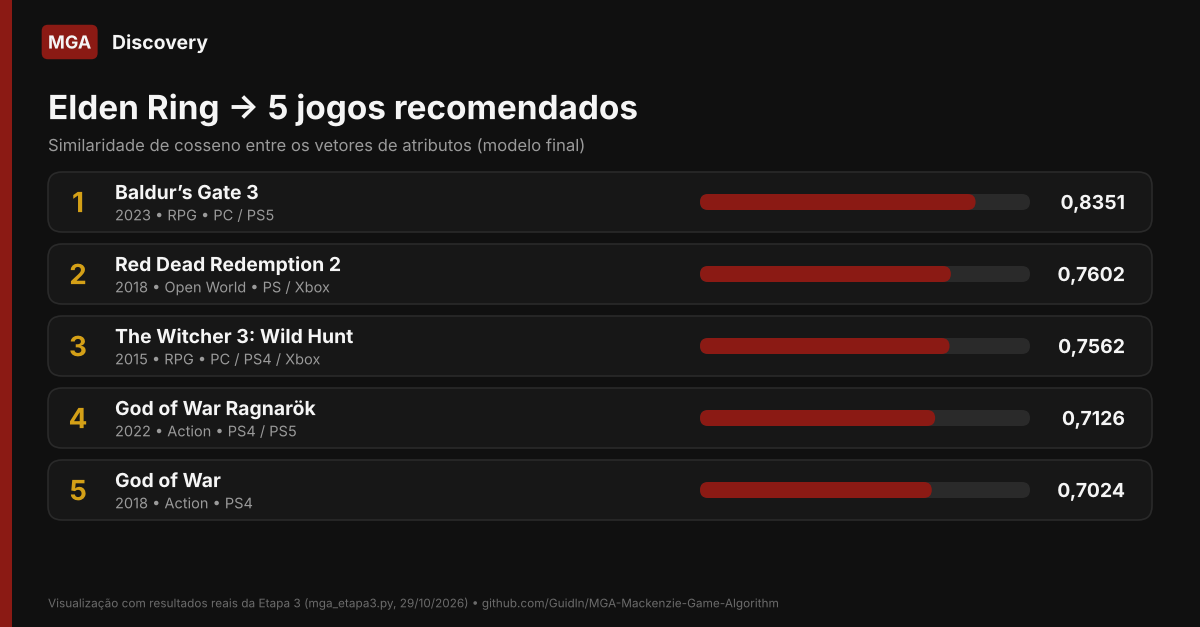 MGA Discovery
Elden Ring → 5 jogos recomendados
Similaridade de cosseno entre os vetores de atributos (modelo final)
1 Baldur’s Gate 3 0,8351
2023 • RPG • PC / PS5
2 Red Dead Redemption 2 0,7602
2018 • Open World • PS / Xbox
3 The Witcher 3: Wild Hunt 0,7562
2015 • RPG • PC / PS4 / Xbox
4 God of War Ragnarök 0,7126
2022 • Action • PS4 / PS5
5 God of War 0,7024
2018 • Action • PS4
Visualização com resultados reais da Etapa 3 (mga_etapa3.py, 29/10/2026) • github.com/GuidIn/MGA-Mackenzie-Game-Algorithm